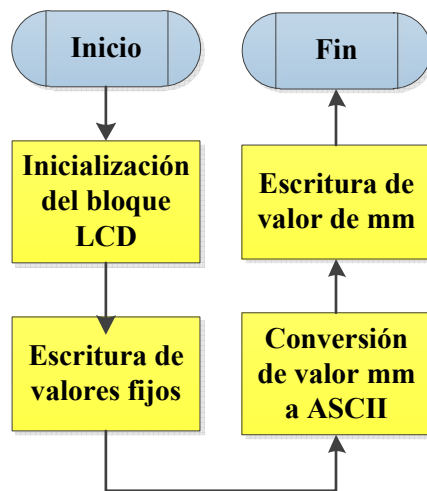 Inicio
Inicialización
del bloque
LCD
Escritura de
valores fijos
Conversión
de valor mm
a ASCII
Escritura de
valor de mm
Fin